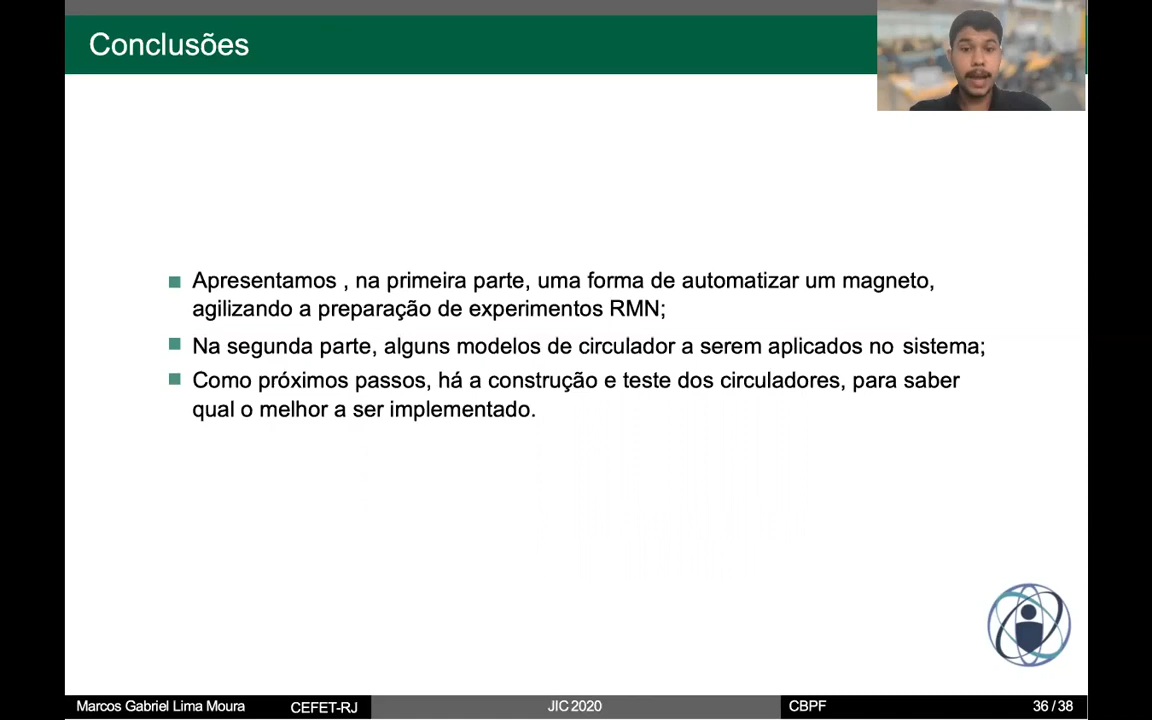 Conclusões
Apresentamos , na primeira parte, uma forma de automatizar um magneto,
agilizando a preparação de experimentos RMN;
Na segunda parte, alguns modelos de circulador a serem aplicados no sistema;
Como próximos passos, há a construção e teste dos circuladores, para saber
qual o melhor a ser implementado.
Marcos Gabriel Lima Moura CEFET-RJ JIC 2020 CBPF 36 / 38